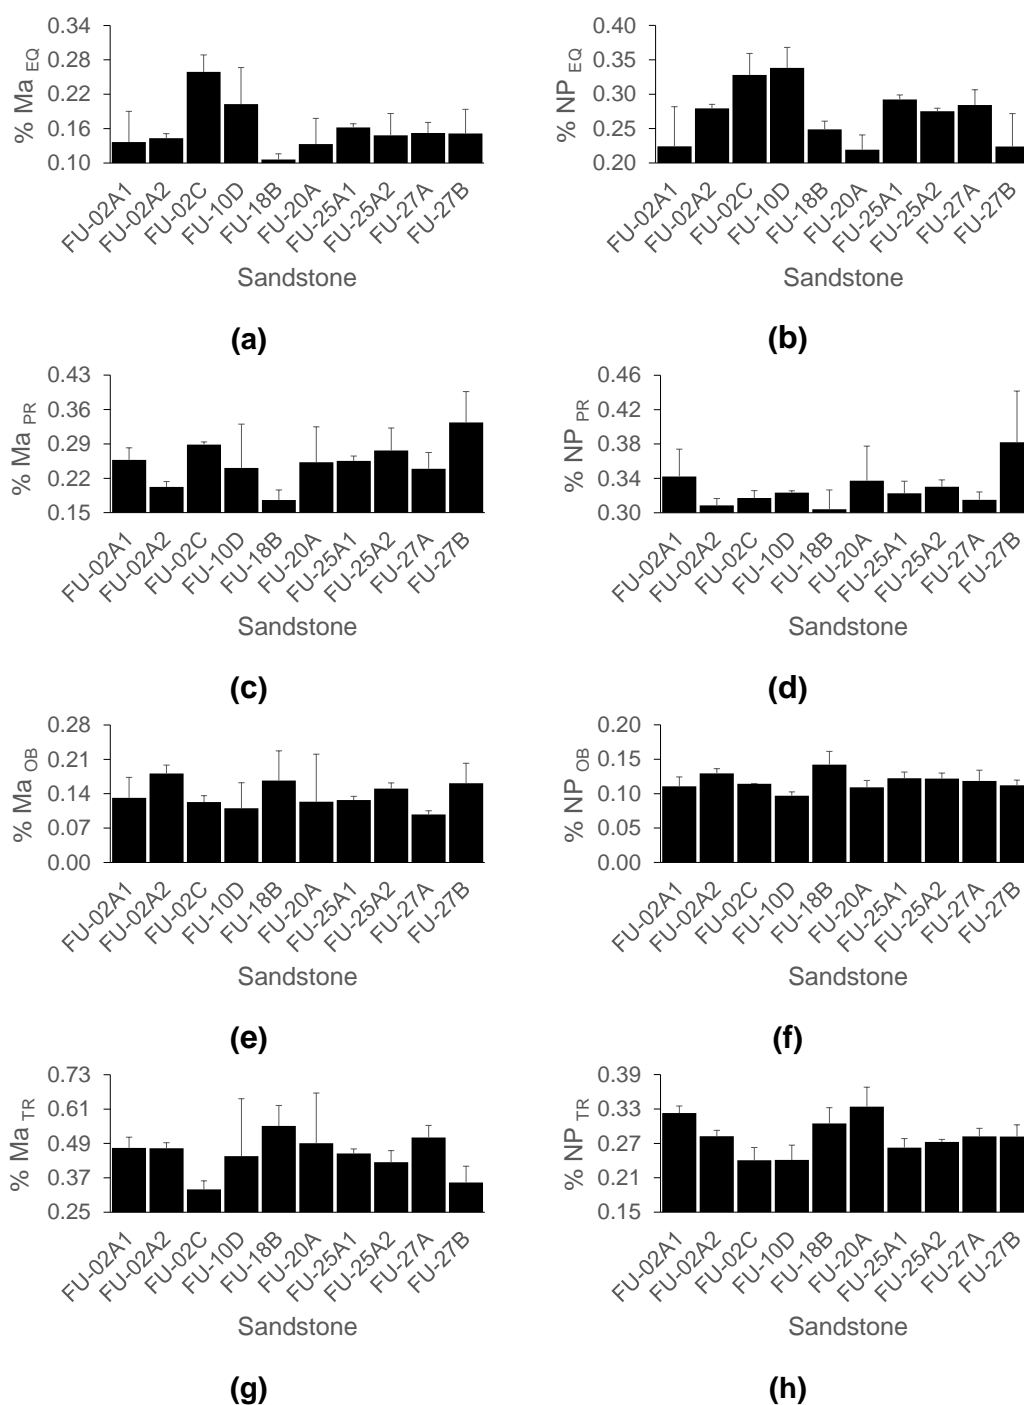 % Ma EQ
0.34
0.28
0.22
0.16
0.10
FU-02A1
FU-02A2
FU-02C
FU-10D
FU-18B
FU-20A
FU-25A1
FU-25A2
FU-27A
FU-27B
Sandstone
(a)
% NP EQ
0.40
0.35
0.30
0.25
0.20
FU-02A1
FU-02A2
FU-02C
FU-10D
FU-18B
FU-20A
FU-25A1
FU-25A2
FU-27A
FU-27B
Sandstone
(b)
% Ma PR
0.43
0.36
0.29
0.22
0.15
FU-02A1
FU-02A2
FU-02C
FU-10D
FU-18B
FU-20A
FU-25A1
FU-25A2
FU-27A
FU-27B
Sandstone
(c)
% NP PR
0.46
0.42
0.38
0.34
0.30
FU-02A1
FU-02A2
FU-02C
FU-10D
FU-18B
FU-20A
FU-25A1
FU-25A2
FU-27A
FU-27B
Sandstone
(d)
% Ma OB
0.28
0.21
0.14
0.07
0.00
FU-02A1
FU-02A2
FU-02C
FU-10D
FU-18B
FU-20A
FU-25A1
FU-25A2
FU-27A
FU-27B
Sandstone
(e)
% NP OB
0.20
0.15
0.10
0.05
0.00
FU-02A1
FU-02A2
FU-02C
FU-10D
FU-18B
FU-20A
FU-25A1
FU-25A2
FU-27A
FU-27B
Sandstone
(f)
% Ma TR
0.73
0.61
0.49
0.37
0.25
FU-02A1
FU-02A2
FU-02C
FU-10D
FU-18B
FU-20A
FU-25A1
FU-25A2
FU-27A
FU-27B
Sandstone
(g)
% NP TR
0.39
0.33
0.27
0.21
0.15
FU-02A1
FU-02A2
FU-02C
FU-10D
FU-18B
FU-20A
FU-25A1
FU-25A2
FU-27A
FU-27B
Sandstone
(h)